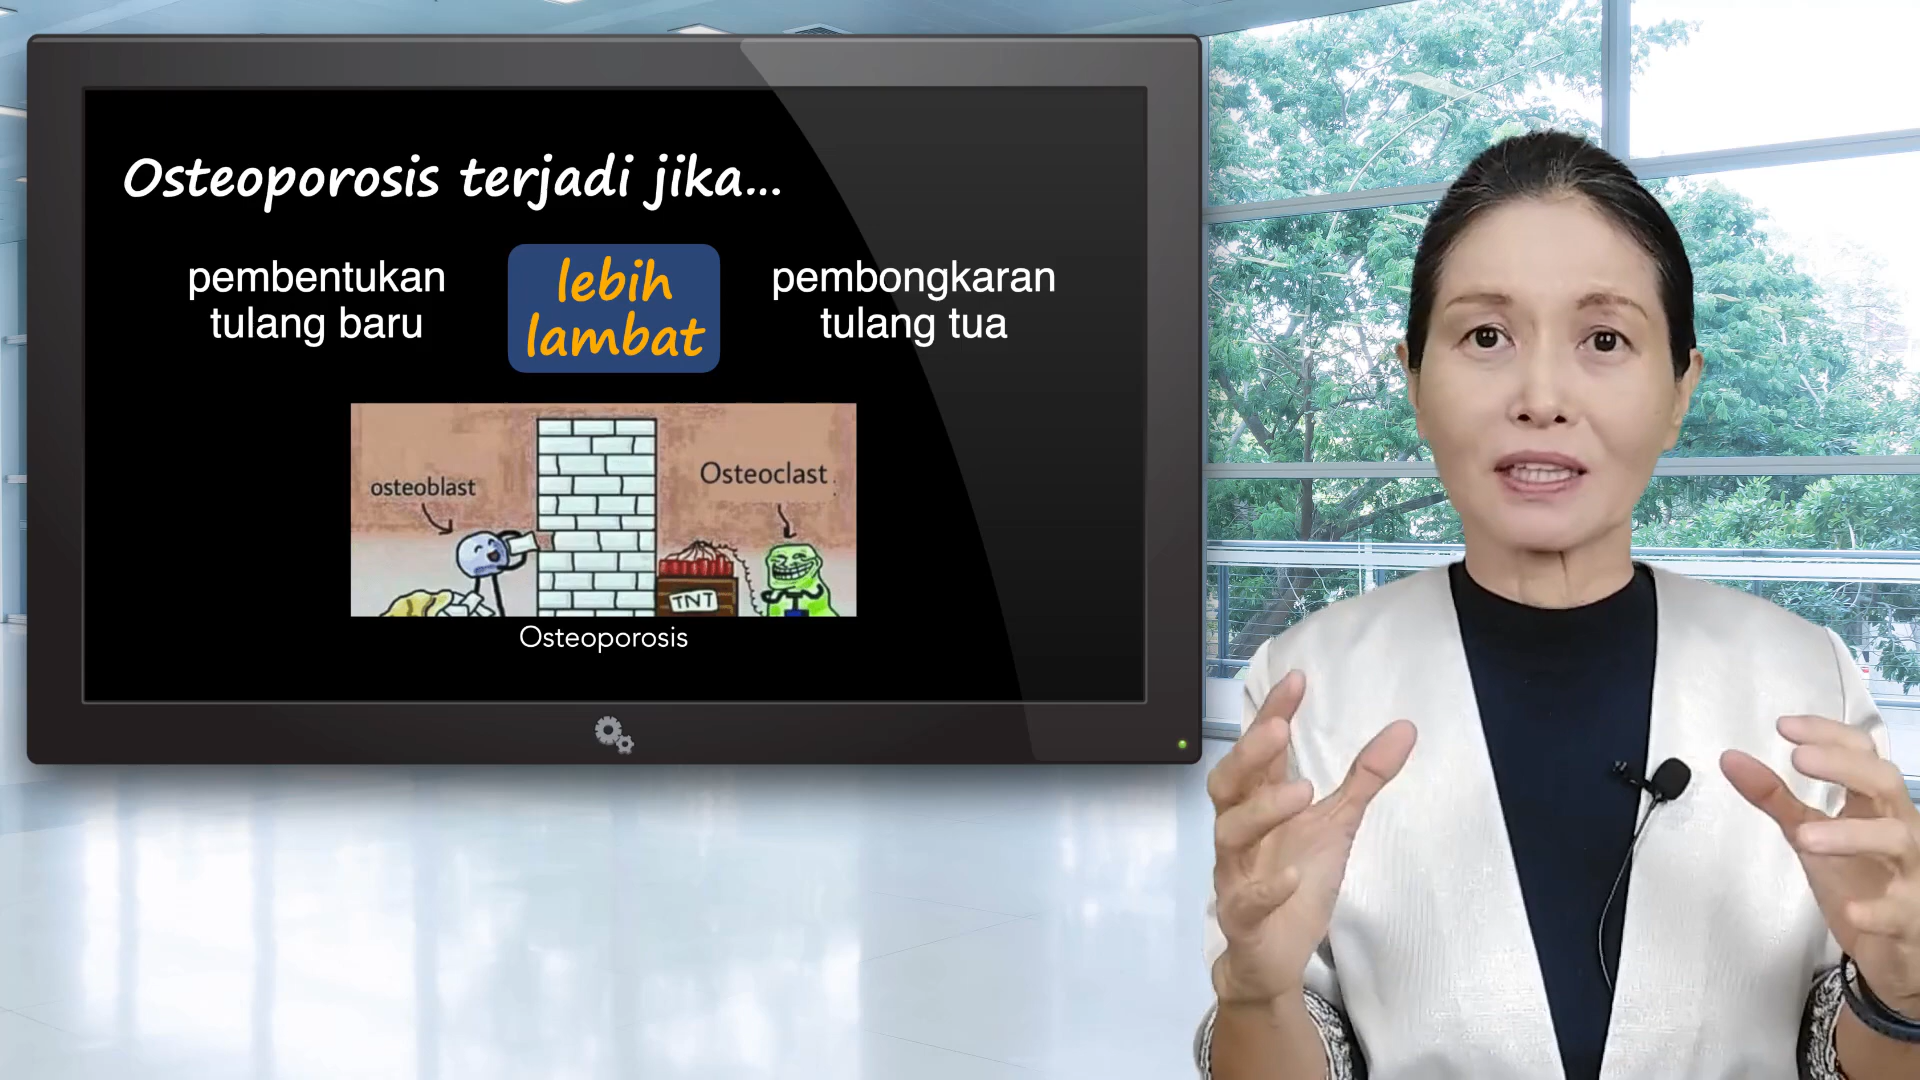 Osteoporosis terjadi jika...
pembentukan
tulang baru
lebih
lambat
pembongkaran
tulang tua
osteoblast
Osteoclast
TNT
Osteoporosis